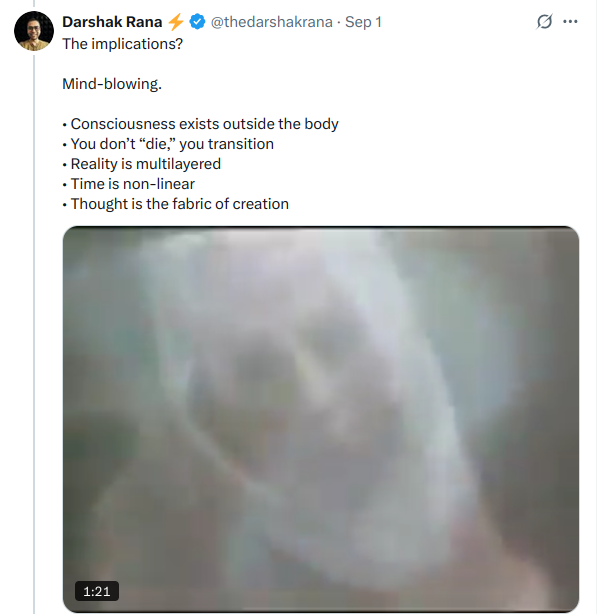 Darshak Rana⚡ @thedarshakrana · Sep 1
The implications?
Mind-blowing.
• Consciousness exists outside the body
• You don’t “die,” you transition
• Reality is multilayered
• Time is non-linear
• Thought is the fabric of creation
1:21